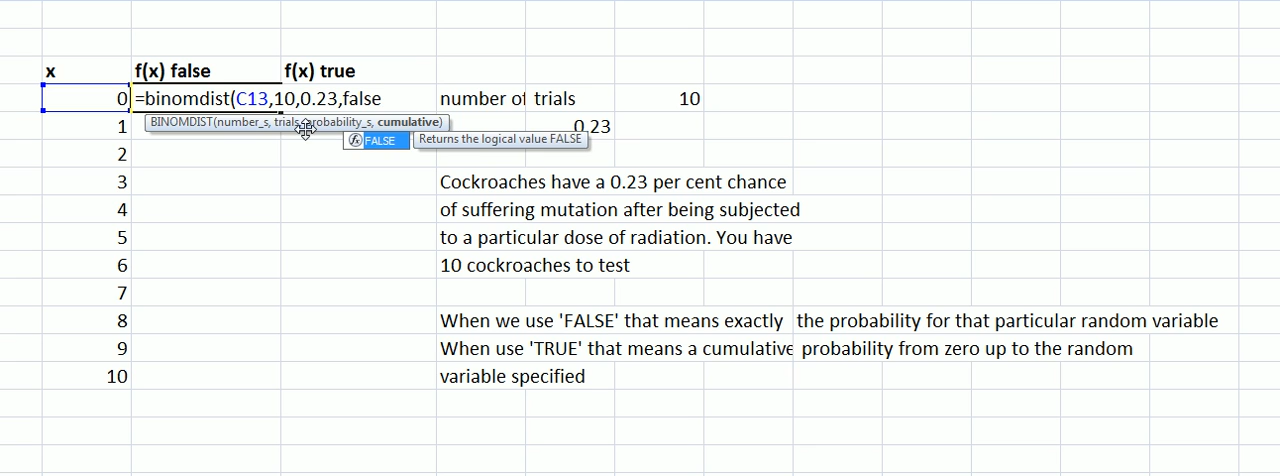 x f(x) false f(x) true
0 =binomdist(C13,10,0.23,false number of trials 10
BINOMDIST(number_s, trials, probability_s, cumulative)
1 0.23
FALSE Returns the logical value FALSE
2
3 Cockroaches have a 0.23 per cent chance
4 of suffering mutation after being subjected
5 to a particular dose of radiation. You have
6 10 cockroaches to test
7
8 When we use 'FALSE' that means exactly the probability for that particular random variable
9 When use 'TRUE' that means a cumulative probability from zero up to the random
10 variable specified